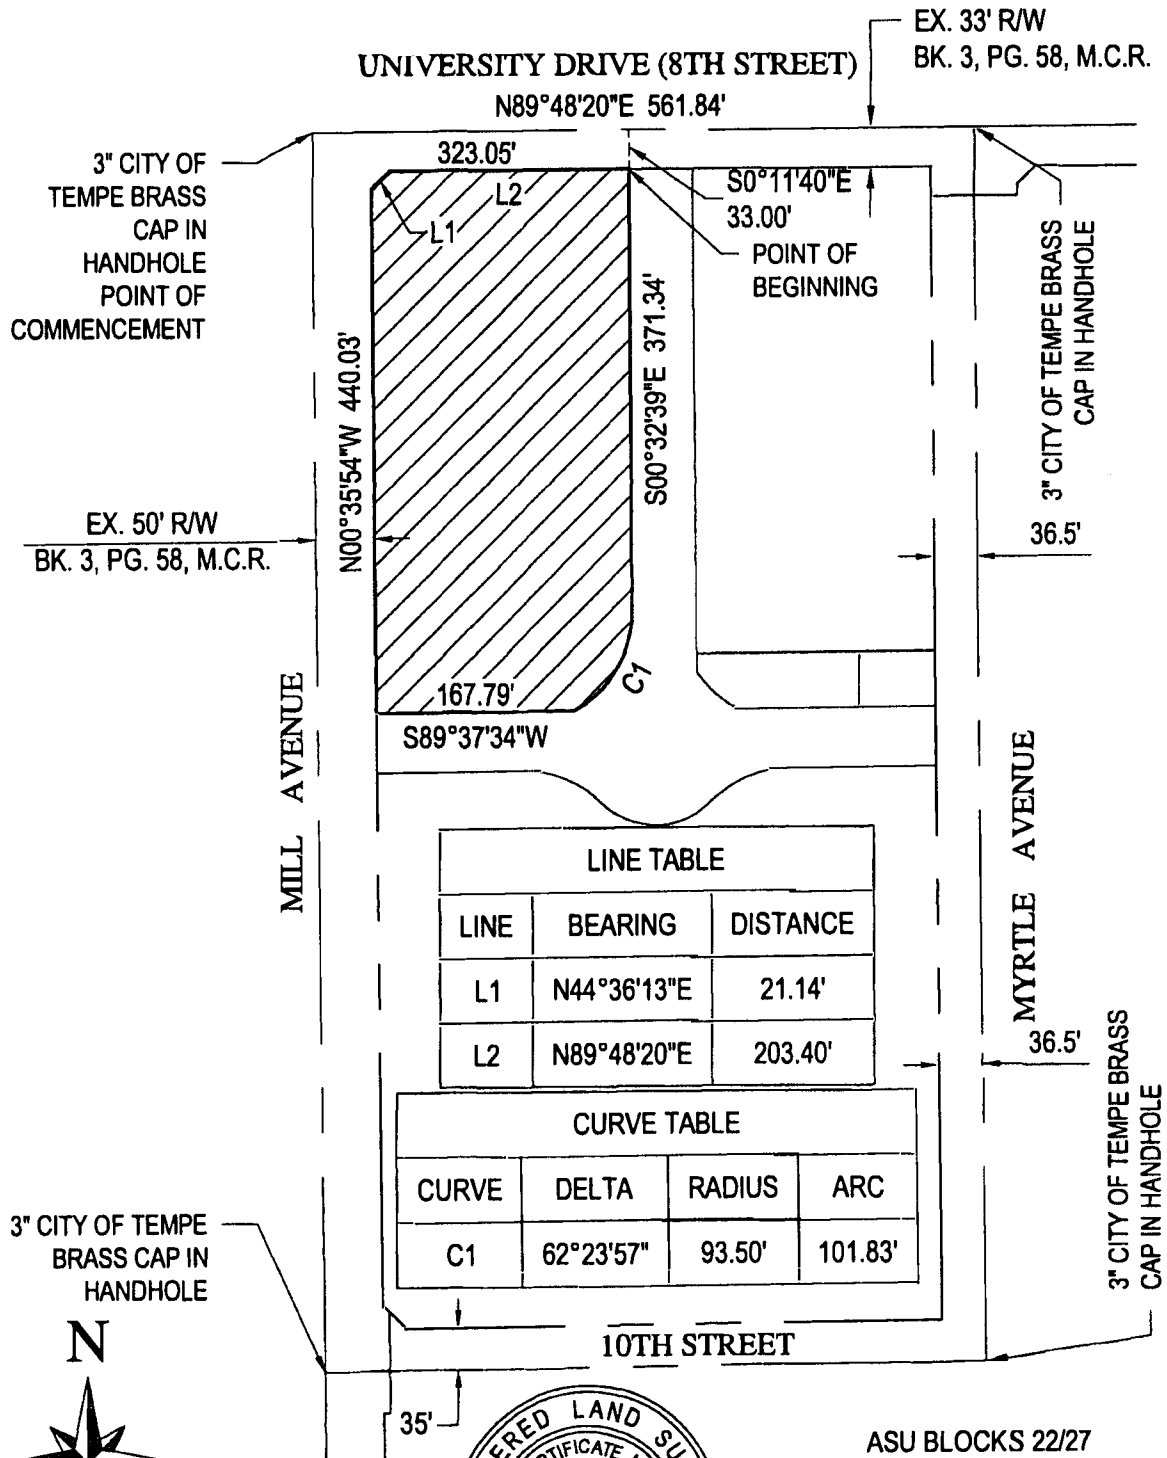 EX. 33' R/W
BK. 3, PG. 58, M.C.R.
UNIVERSITY DRIVE (8TH STREET)
N89°48'20"E 561.84'
3" CITY OF
TEMPE BRASS
CAP IN
HANDHOLE
POINT OF
COMMENCEMENT
323.05'
L2
L1
S0°11'40"E
33.00'
POINT OF
BEGINNING
3" CITY OF TEMPE BRASS
CAP IN HANDHOLE
N00°35'54"W 440.03'
S00°32'39"E 371.34'
EX. 50' R/W
BK. 3, PG. 58, M.C.R.
36.5'
C1
167.79'
S89°37'34"W
MILL AVENUE
MYRTLE AVENUE
LINE TABLE
LINE BEARING DISTANCE
L1 N44°36'13"E 21.14'
L2 N89°48'20"E 203.40'
36.5'
CURVE TABLE
CURVE DELTA RADIUS ARC
C1 62°23'57" 93.50' 101.83'
3" CITY OF TEMPE BRASS
CAP IN HANDHOLE
3" CITY OF TEMPE
BRASS CAP IN
HANDHOLE
10TH STREET
N
35'
LAND
ASU BLOCKS 22/27